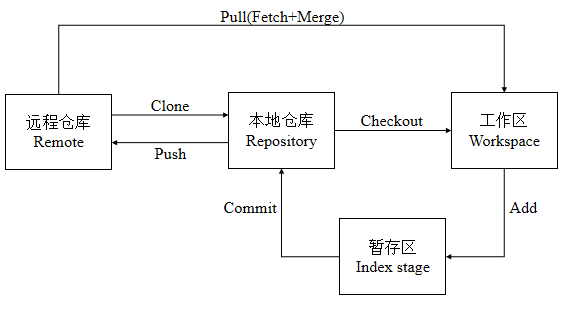 Pull(Fetch+Merge)
远程仓库
Remote
Clone
Push
本地仓库
Repository
Checkout
工作区
Workspace
Commit
Add
暂存区
Index stage